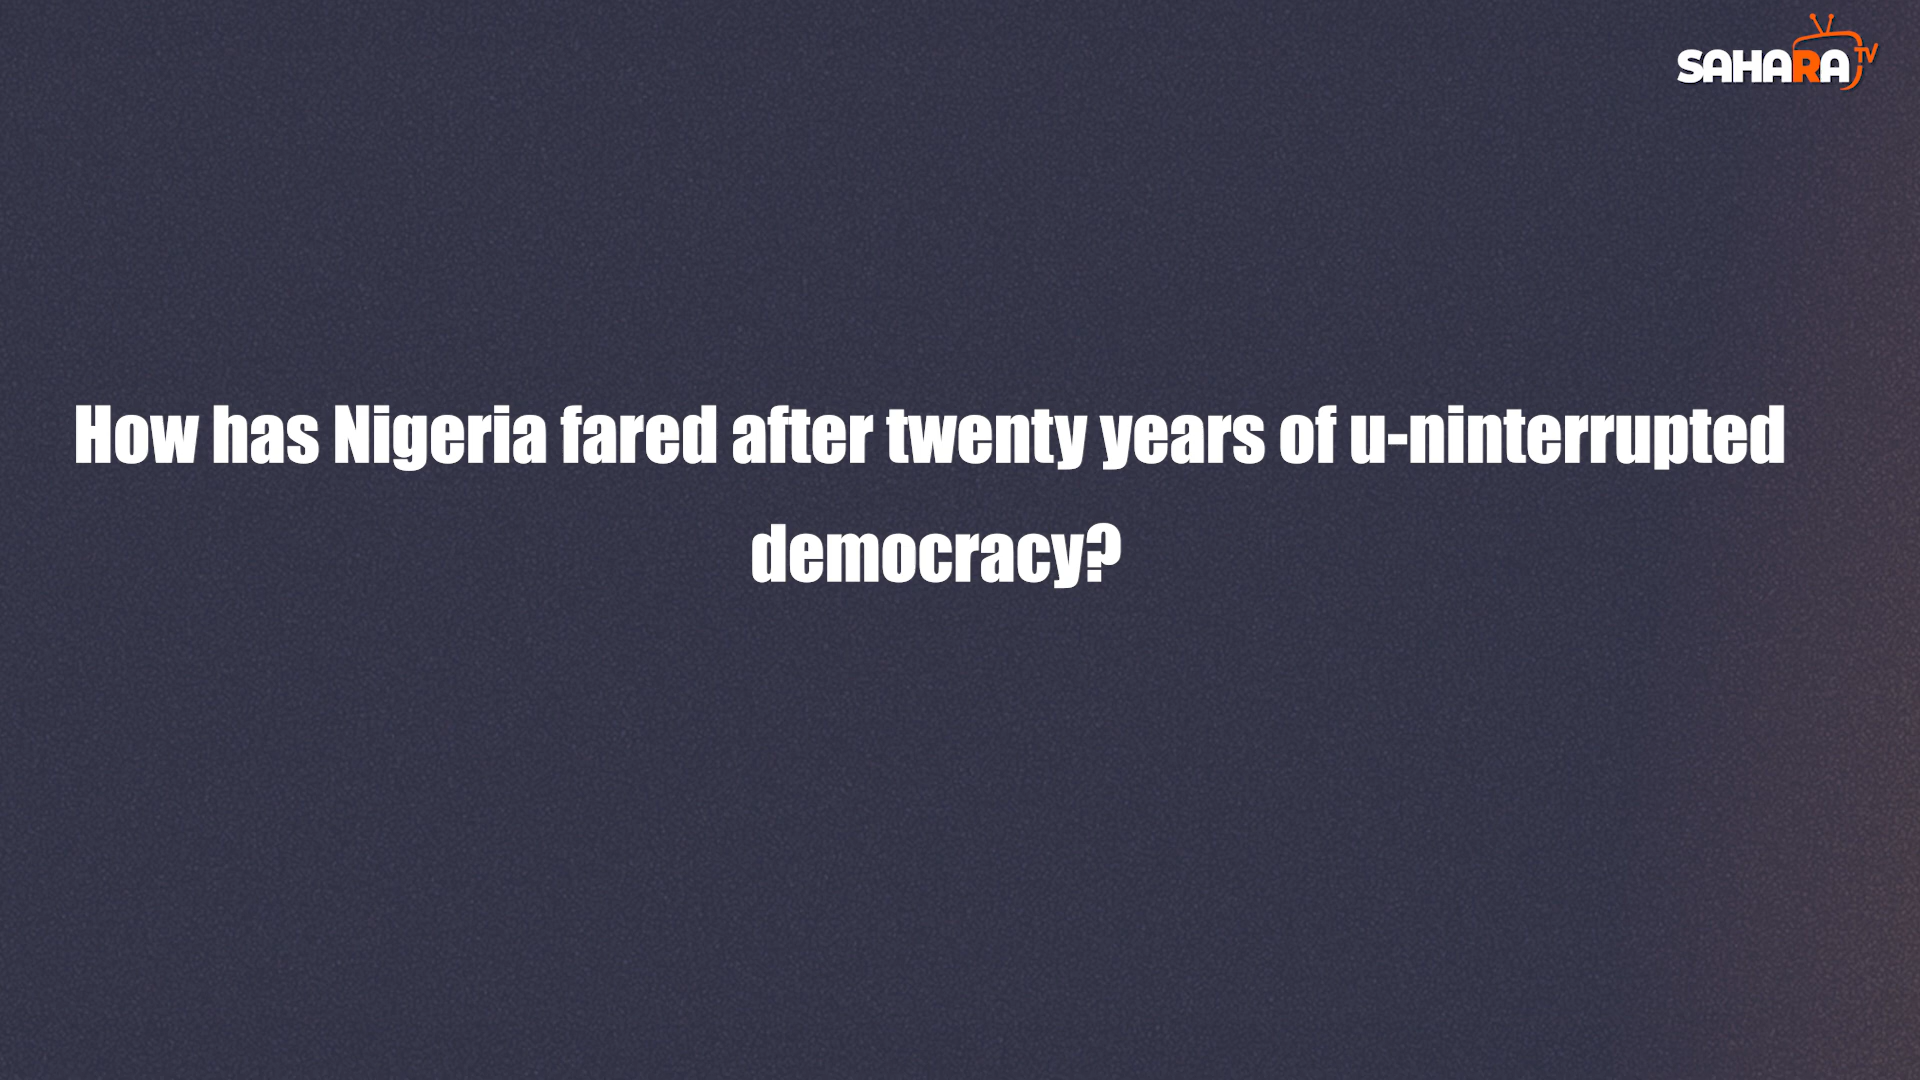 SAHARA TV
How has Nigeria fared after twenty years of u-ninterrupted
democracy?